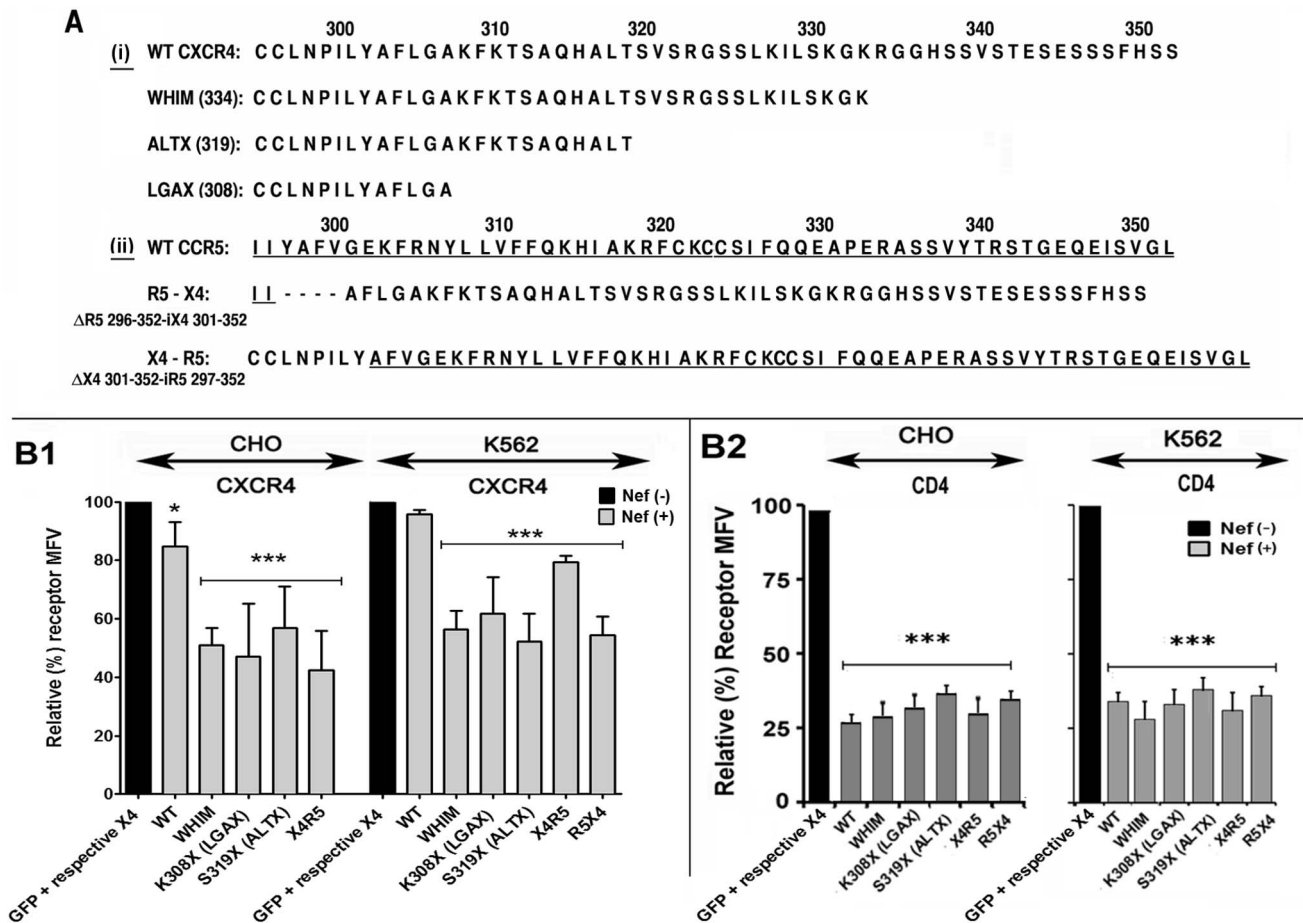 A
300 310 320 330 340 350
(i) WT CXCR4: C C L N P I L Y A F L G A K F K T S A Q H A L T S V S R G S S L K I L S K G K R G G H S S V S T E S E S S S F H S S
WHIM (334): C C L N P I L Y A F L G A K F K T S A Q H A L T S V S R G S S L K I L S K G K
ALTX (319): C C L N P I L Y A F L G A K F K T S A Q H A L T
LGAX (308): C C L N P I L Y A F L G A
300 310 320 330 340 350
(ii) WT CCR5: I I Y A F V G E K F R N Y L L V F F Q K H I A K R F C K C C S I F Q Q E A P E R A S S V Y T R S T G E Q E I S V G L
R5 - X4: I I - - - - A F L G A K F K T S A Q H A L T S V S R G S S L K I L S K G K R G G H S S V S T E S E S S S F H S S
ΔR5 296-352-iX4 301-352
X4 - R5: C C L N P I L Y A F V G E K F R N Y L L V F F Q K H I A K R F C K C C S I F Q Q E A P E R A S S V Y T R S T G E Q E I S V G L
ΔX4 301-352-iR5 297-352
B1
CHO K562
CXCR4 CXCR4
Nef (-)
Nef (+)
Relative (%) receptor MFV
100
80
60
40
20
0
* *** ***
GFP + respective X4 WT WHIM K308X (LGAX) S319X (ALTX) X4R5 GFP + respective X4 WT WHIM K308X (LGAX) S319X (ALTX) X4R5 R5X4
B2
CHO K562
CD4 CD4
Nef (-)
Nef (+)
Relative (%) Receptor MFV
100
75
50
25
0
*** ***
GFP + respective X4 WT WHIM K308X (LGAX) S319X (ALTX) X4R5 R5X4 GFP + respective X4 WT WHIM K308X (LGAX) S319X (ALTX) X4R5 R5X4